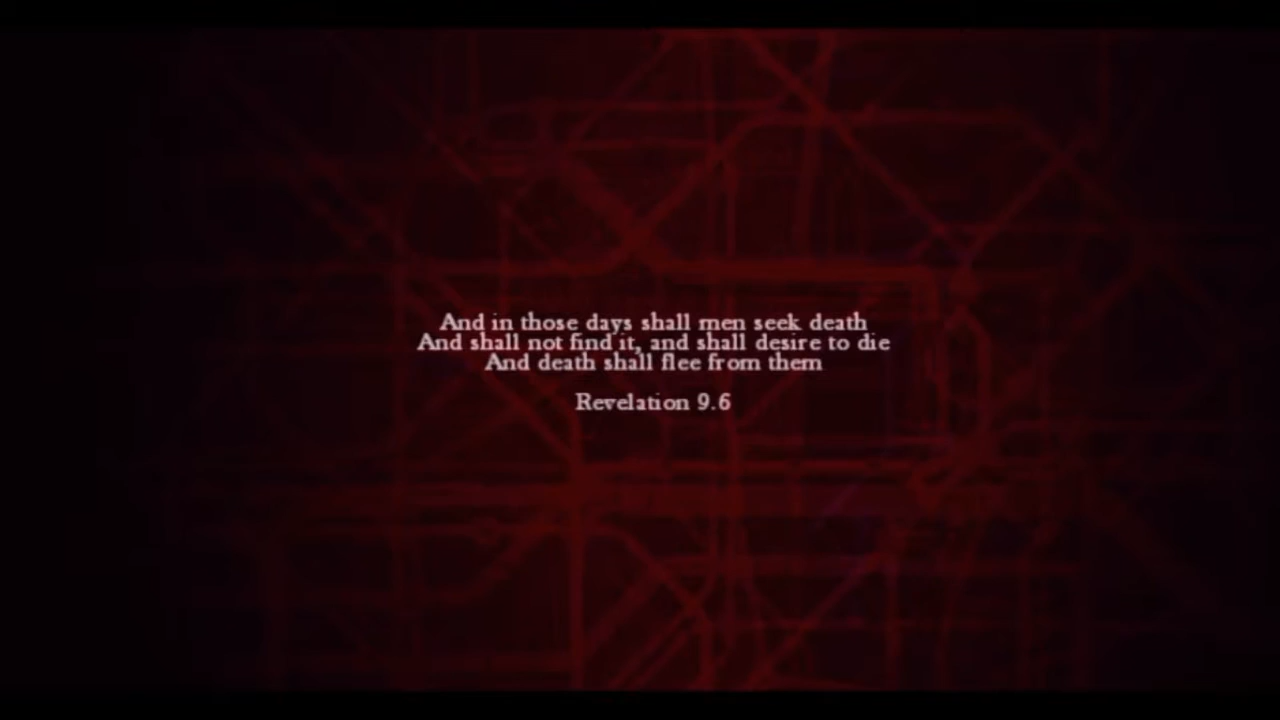 And in those days shall men seek death
And shall not find it, and shall desire to die
And death shall flee from them
Revelation 9.6